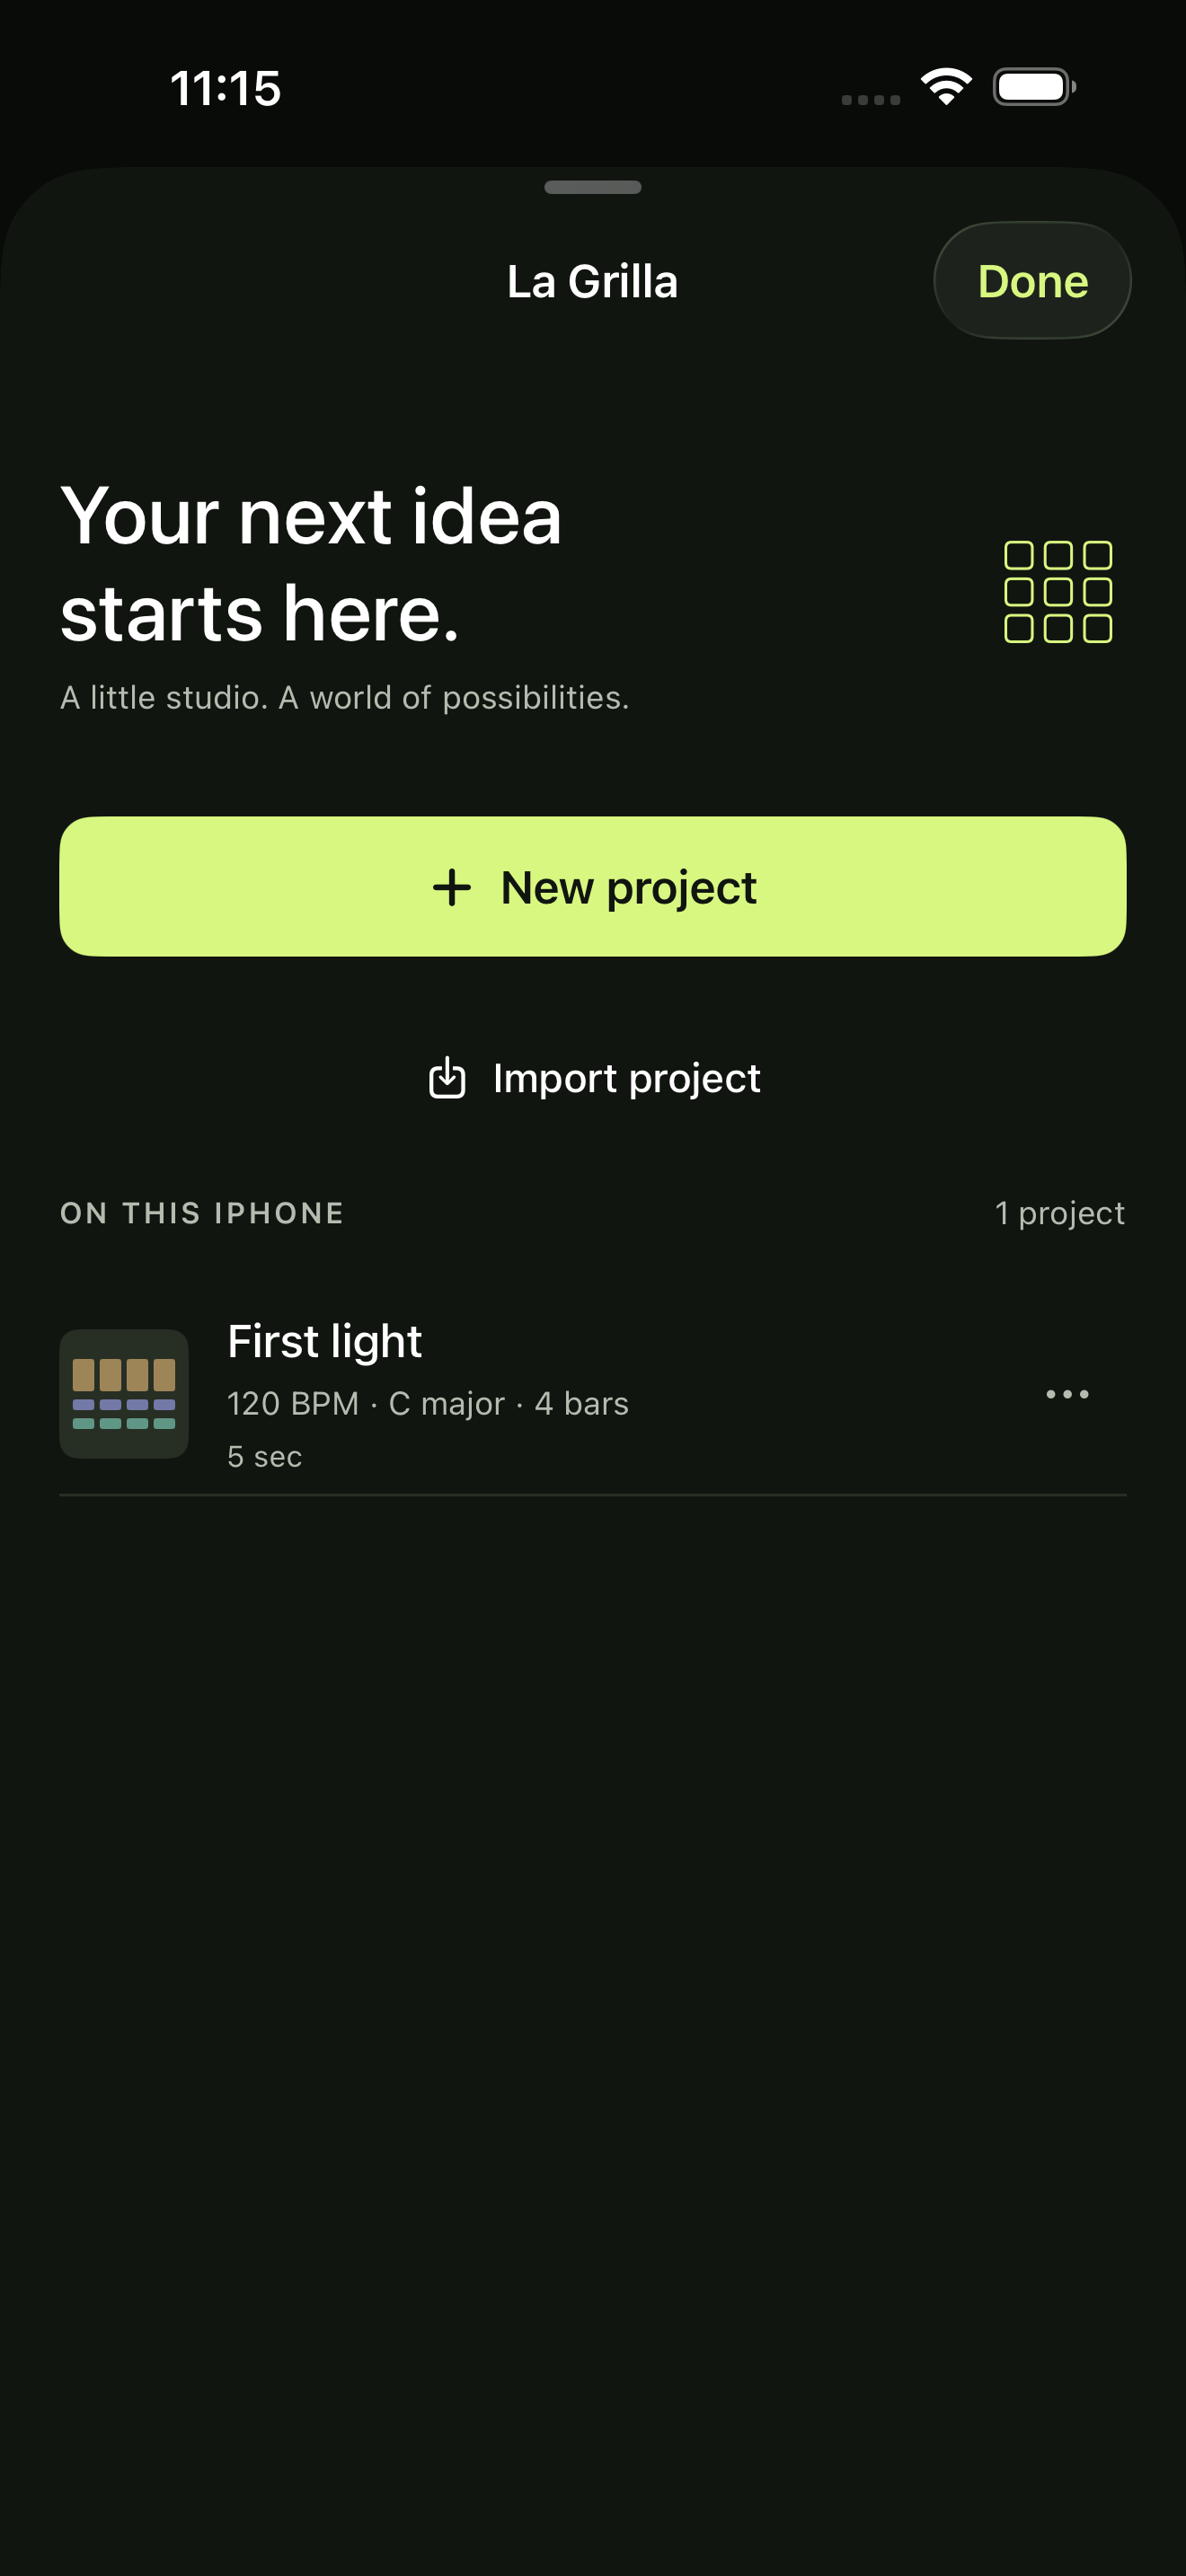 11:15
La Grilla
Done
Your next idea
starts here.
A little studio. A world of possibilities.
New project
Import project
ON THIS IPHONE
1 project
First light
120 BPM · C major · 4 bars
5 sec